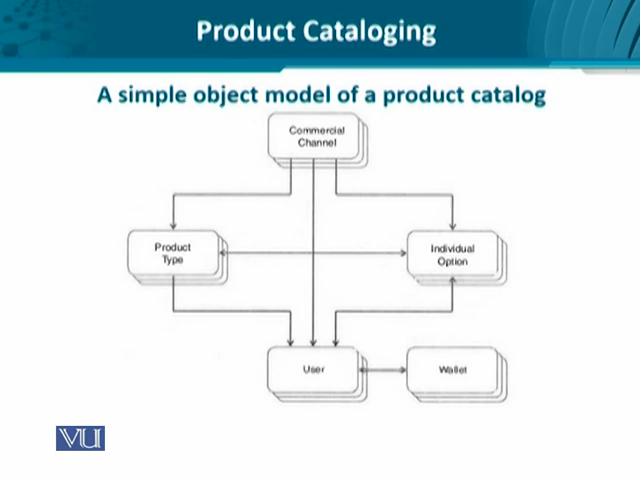 Product Cataloging
A simple object model of a product catalog
Commercial
Channel
Product
Type
Individual
Option
User
Wallet
VU